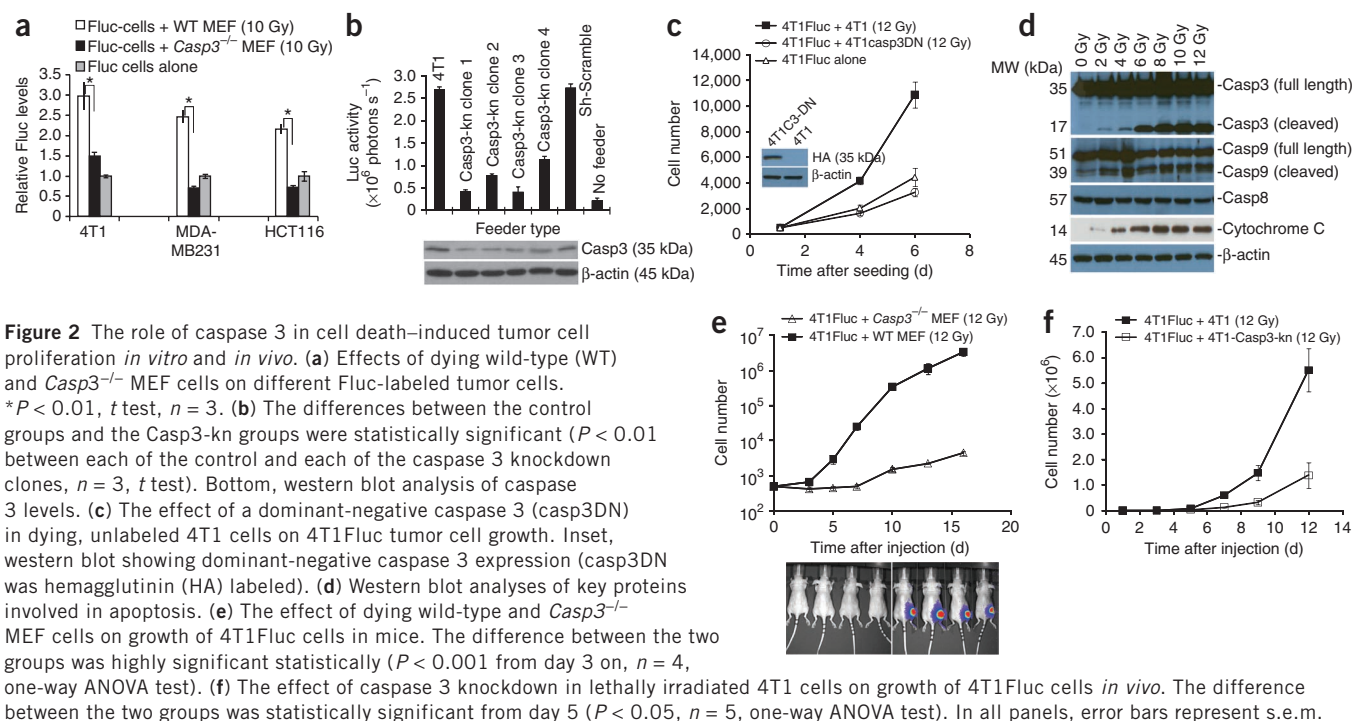 a
Fluc-cells + WT MEF (10 Gy)
Fluc-cells + Casp3–/– MEF (10 Gy)
Fluc cells alone
Relative Fluc levels
3.5
3.0
2.5
2.0
1.5
1.0
0.5
0
*
*
*
4T1
MDA-
MB231
HCT116
b
Luc activity
(×10⁶ photons s⁻¹)
3.0
2.5
2.0
1.5
1.0
0.5
0
4T1
Casp3-kn clone 1
Casp3-kn clone 2
Casp3-kn clone 3
Casp3-kn clone 4
Sh-Scramble
No feeder
Feeder type
Casp3 (35 kDa)
β-actin (45 kDa)
c
4T1Fluc + 4T1 (12 Gy)
4T1Fluc + 4T1casp3DN (12 Gy)
4T1Fluc alone
Cell number
14,000
12,000
10,000
8,000
6,000
4,000
2,000
0
4T1C3-DN
4T1
HA (35 kDa)
β-actin
0 2 4 6 8
Time after seeding (d)
d
0 Gy
2 Gy
4 Gy
6 Gy
8 Gy
10 Gy
12 Gy
MW (kDa)
35 -Casp3 (full length)
17 -Casp3 (cleaved)
51 -Casp9 (full length)
39 -Casp9 (cleaved)
57 -Casp8
14 -Cytochrome C
45 -β-actin
e
4T1Fluc + Casp3–/– MEF (12 Gy)
4T1Fluc + WT MEF (12 Gy)
Cell number
10⁷
10⁶
10⁵
10⁴
10³
10²
0 5 10 15 20
Time after injection (d)
f
4T1Fluc + 4T1 (12 Gy)
4T1Fluc + 4T1-Casp3-kn (12 Gy)
Cell number (×10⁶)
7.0
6.0
5.0
4.0
3.0
2.0
1.0
0
0 2 4 6 8 10 12 14
Time after injection (d)
Figure 2 The role of caspase 3 in cell death–induced tumor cell
proliferation in vitro and in vivo. (a) Effects of dying wild-type (WT)
and Casp3–/– MEF cells on different Fluc-labeled tumor cells.
*P < 0.01, t test, n = 3. (b) The differences between the control
groups and the Casp3-kn groups were statistically significant (P < 0.01
between each of the control and each of the caspase 3 knockdown
clones, n = 3, t test). Bottom, western blot analysis of caspase
3 levels. (c) The effect of a dominant-negative caspase 3 (casp3DN)
in dying, unlabeled 4T1 cells on 4T1Fluc tumor cell growth. Inset,
western blot showing dominant-negative caspase 3 expression (casp3DN
was hemagglutinin (HA) labeled). (d) Western blot analyses of key proteins
involved in apoptosis. (e) The effect of dying wild-type and Casp3–/–
MEF cells on growth of 4T1Fluc cells in mice. The difference between the two
groups was highly significant statistically (P < 0.001 from day 3 on, n = 4,
one-way ANOVA test). (f) The effect of caspase 3 knockdown in lethally irradiated 4T1 cells on growth of 4T1Fluc cells in vivo. The difference
between the two groups was statistically significant from day 5 (P < 0.05, n = 5, one-way ANOVA test). In all panels, error bars represent s.e.m.